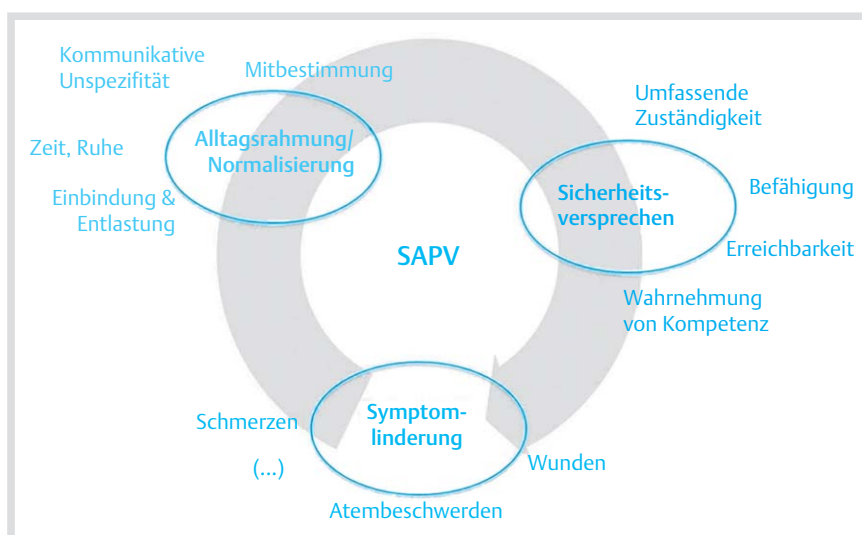 Kommunikative
Unspezifität
Mitbestimmung
Zeit, Ruhe
Alltagsrahmung/
Normalisierung
Einbindung &
Entlastung
Umfassende
Zuständigkeit
Sicherheits-
versprechen
Befähigung
Erreichbarkeit
Wahrnehmung
von Kompetenz
SAPV
Schmerzen
Symptom-
linderung
(...)
Wunden
Atembeschwerden